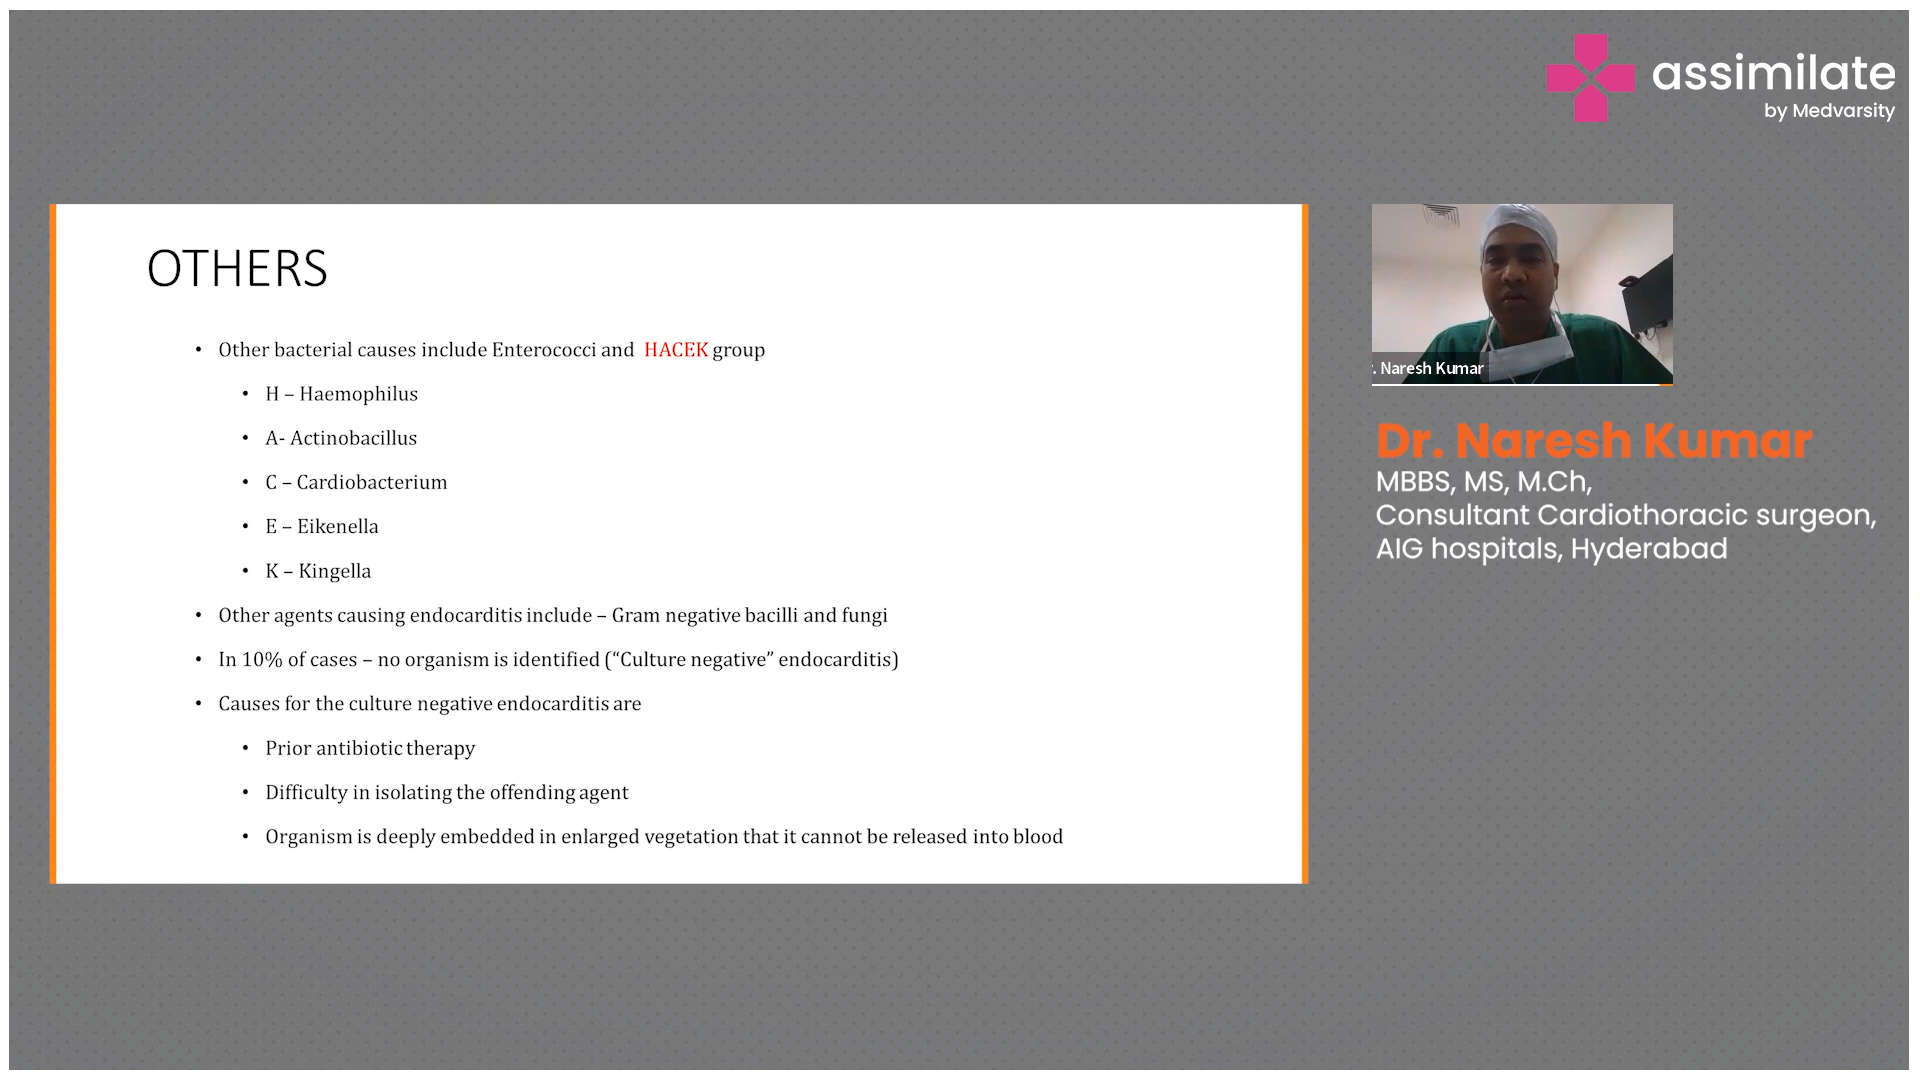 assimilate
by Medvarsity
OTHERS
• Other bacterial causes include Enterococci and HACEK group
• H – Haemophilus
• A- Actinobacillus
• C – Cardiobacterium
• E – Eikenella
• K – Kingella
• Other agents causing endocarditis include – Gram negative bacilli and fungi
• In 10% of cases – no organism is identified (“Culture negative” endocarditis)
• Causes for the culture negative endocarditis are
• Prior antibiotic therapy
• Difficulty in isolating the offending agent
• Organism is deeply embedded in enlarged vegetation that it cannot be released into blood
. Naresh Kumar
Dr. Naresh Kumar
MBBS, MS, M.Ch,
Consultant Cardiothoracic surgeon,
AIG hospitals, Hyderabad